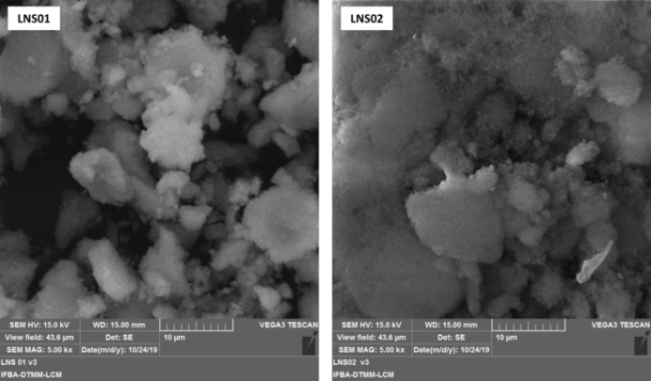 LNS01
SEM HV: 15.0 kV WD: 15.00 mm VEGA3 TESCAN
View field: 43.6 µm Det: SE 10 µm
SEM MAG: 5.00 kx Date(m/d/y): 10/24/19
LNS 01 v3
IFBA-DTMM-LCM
LNS02
SEM HV: 15.0 kV WD: 15.00 mm VEGA3 TESCAN
View field: 43.6 µm Det: SE 10 µm
SEM MAG: 5.00 kx Date(m/d/y): 10/24/19
LNS02 v3
IFBA-DTMM-LCM